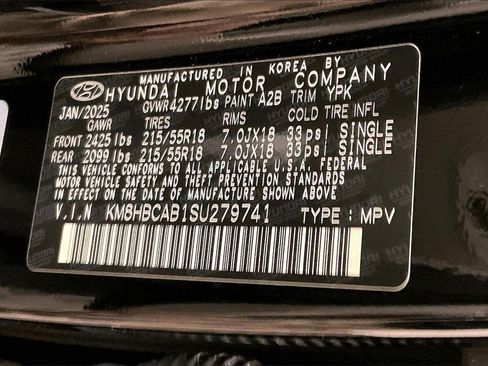 MANUFACTURED IN KOREA BY
HYUNDAI MOTOR COMPANY
JAN/2025 GVWR4277lbs PAINT A2B TRIM YPK
GAWR TIRES RIMS COLD TIRE INFL
FRONT 2425lbs 215/55R18 7.0JX18 33psi SINGLE
REAR 2099lbs 215/55R18 7.0JX18 33psi SINGLE
THIS VEHICLE CONFORMS TO ALL APPLICABLE U.S.A. FEDERAL
MOTOR VEHICLE SAFETY AND THEFT PREVENTION STANDARDS
IN EFFECT ON THE DATE OF MANUFACTURE SHOWN ABOVE
V.I.N KM8HBCAB1SU279741 TYPE : MPV